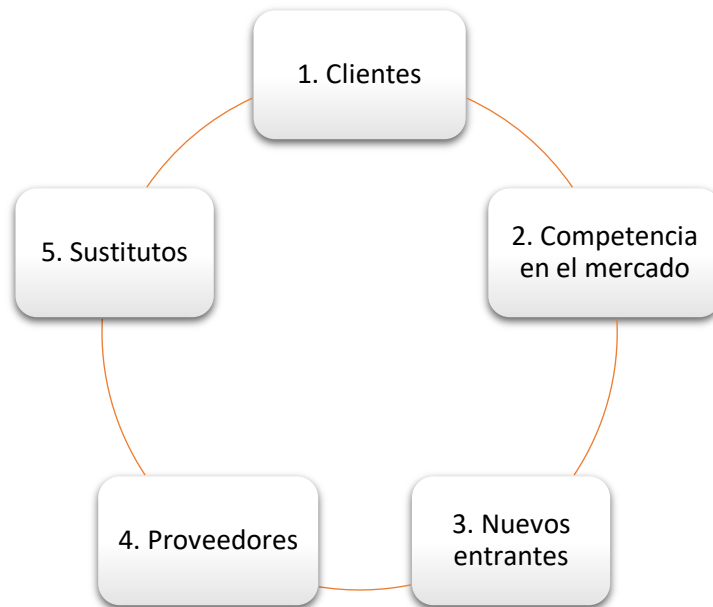 1. Clientes
2. Competencia
en el mercado
3. Nuevos
entrantes
4. Proveedores
5. Sustitutos